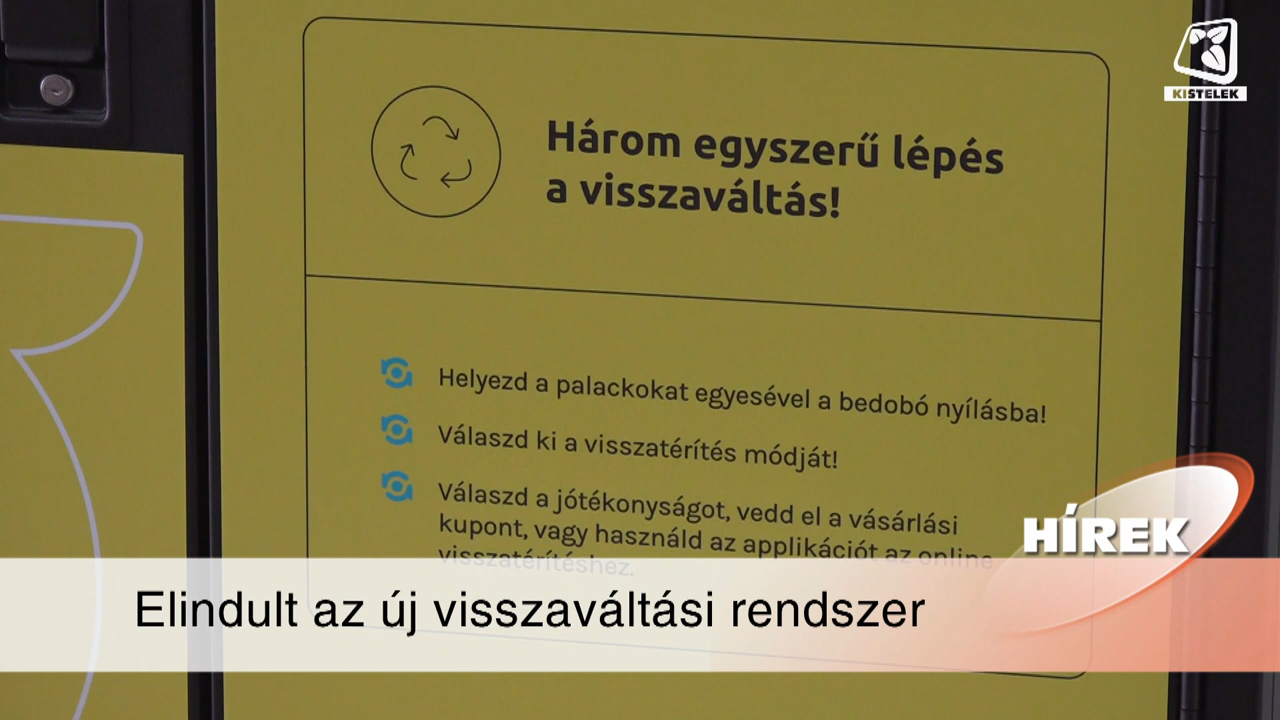 KISTELEK
Három egyszerű lépés
a visszaváltás!
Helyezd a palackokat egyesével a bedobó nyílásba!
Válaszd ki a visszatérítés módját!
Válaszd a jótékonyságot, vedd el a vásárlási
kupont, vagy használd az applikációt az online
visszatérítéshez.
HÍREK
Elindult az új visszaváltási rendszer